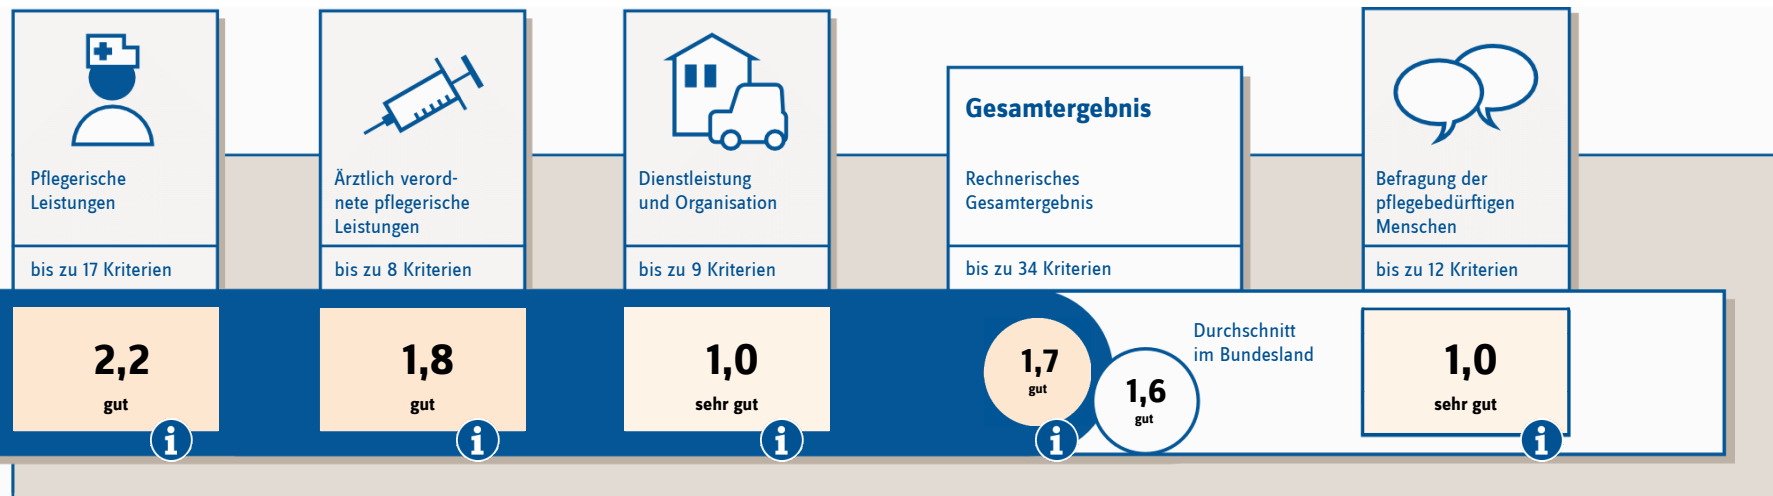 Pflegerische
Leistungen
bis zu 17 Kriterien
2,2
gut
i
Ärztlich verord-
nete pflegerische
Leistungen
bis zu 8 Kriterien
1,8
gut
i
Dienstleistung
und Organisation
bis zu 9 Kriterien
1,0
sehr gut
i
Gesamtergebnis
Rechnerisches
Gesamtergebnis
bis zu 34 Kriterien
1,7
gut
i
Durchschnitt
im Bundesland
1,6
gut
Befragung der
pflegebedürftigen
Menschen
bis zu 12 Kriterien
1,0
sehr gut
i